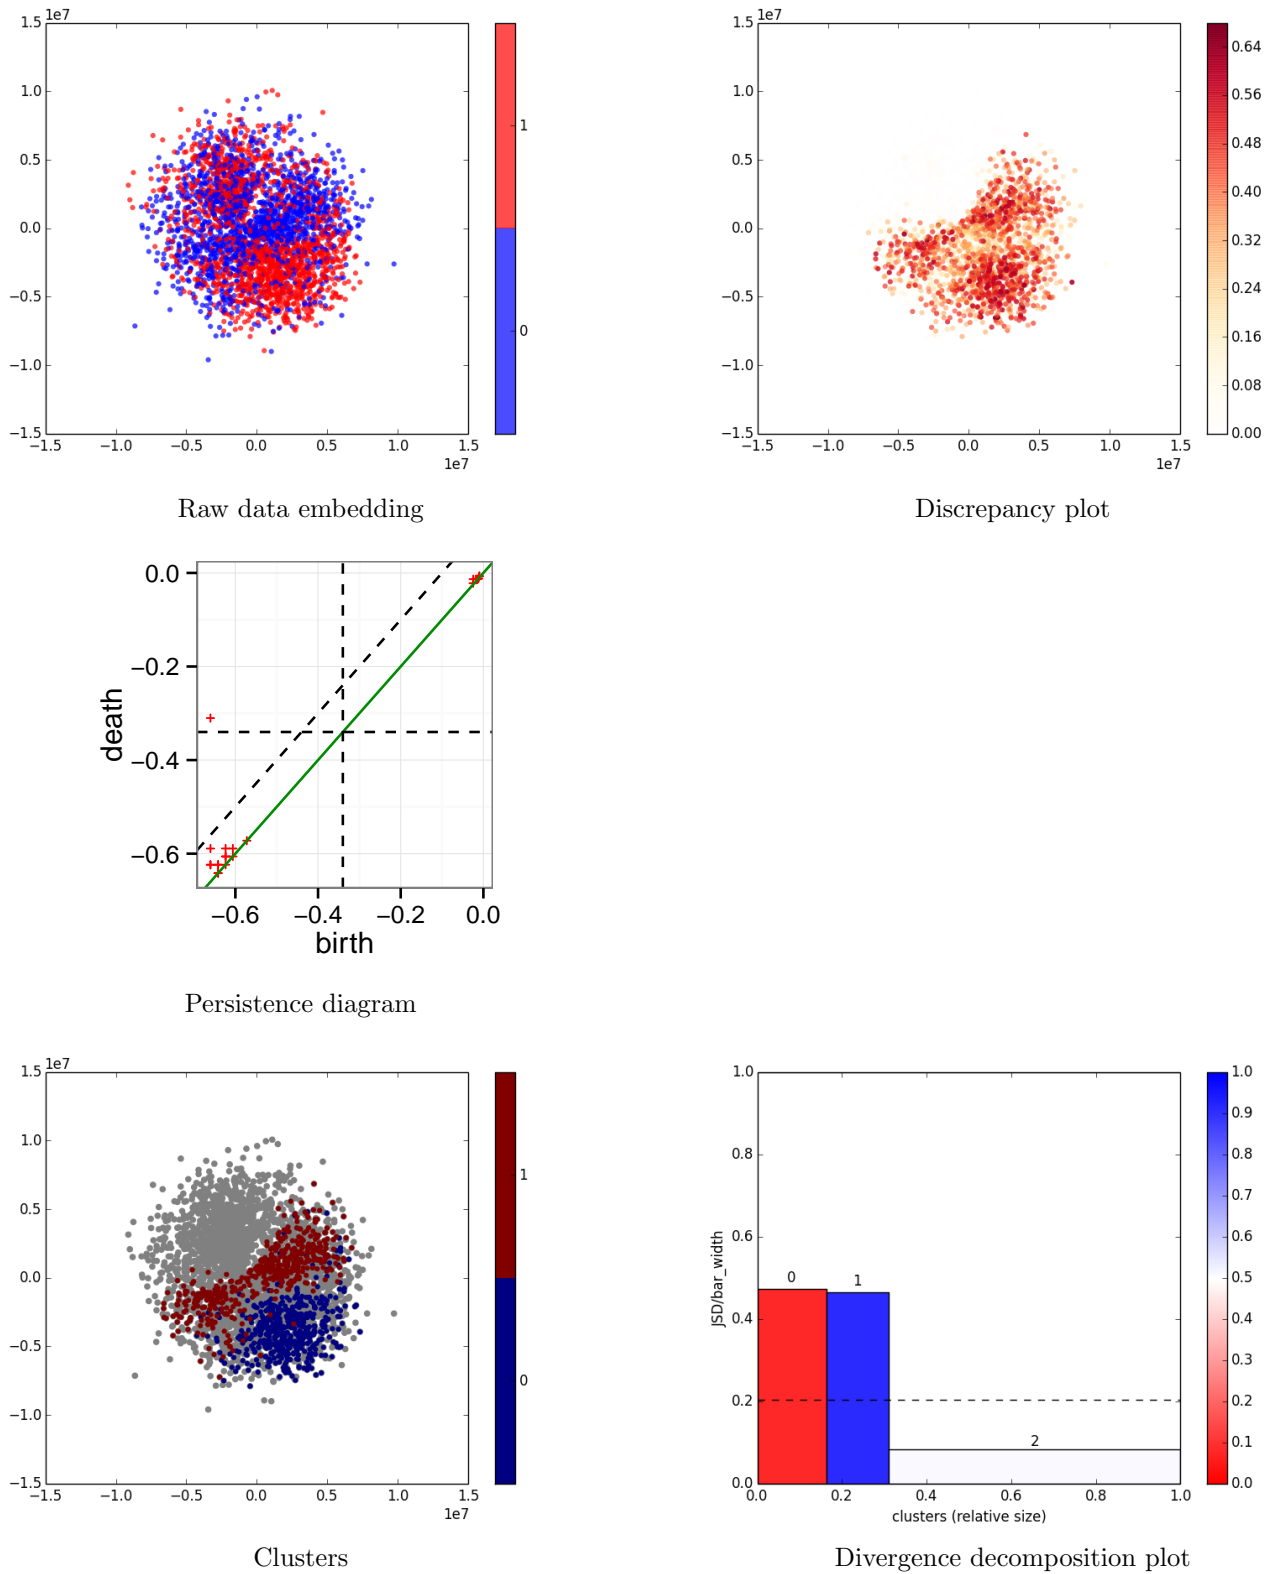 1e7
1.5
1.0
0.5
0.0
−0.5
−1.0
−1.5
−1.5 −1.0 −0.5 0.0 0.5 1.0 1.5
1e7
1
0
Raw data embedding
1e7
1.5
1.0
0.5
0.0
−0.5
−1.0
−1.5
−1.5 −1.0 −0.5 0.0 0.5 1.0 1.5
1e7
0.64
0.56
0.48
0.40
0.32
0.24
0.16
0.08
0.00
Discrepancy plot
death
0.0
−0.2
−0.4
−0.6
−0.6 −0.4 −0.2 0.0
birth
Persistence diagram
1e7
1.5
1.0
0.5
0.0
−0.5
−1.0
−1.5
−1.5 −1.0 −0.5 0.0 0.5 1.0 1.5
1e7
1
0
Clusters
JSD/bar_width
1.0
0.8
0.6
0.4
0.2
0.0
0
1
2
0.0 0.2 0.4 0.6 0.8 1.0
clusters (relative size)
1.0
0.9
0.8
0.7
0.6
0.5
0.4
0.3
0.2
0.1
0.0
Divergence decomposition plot